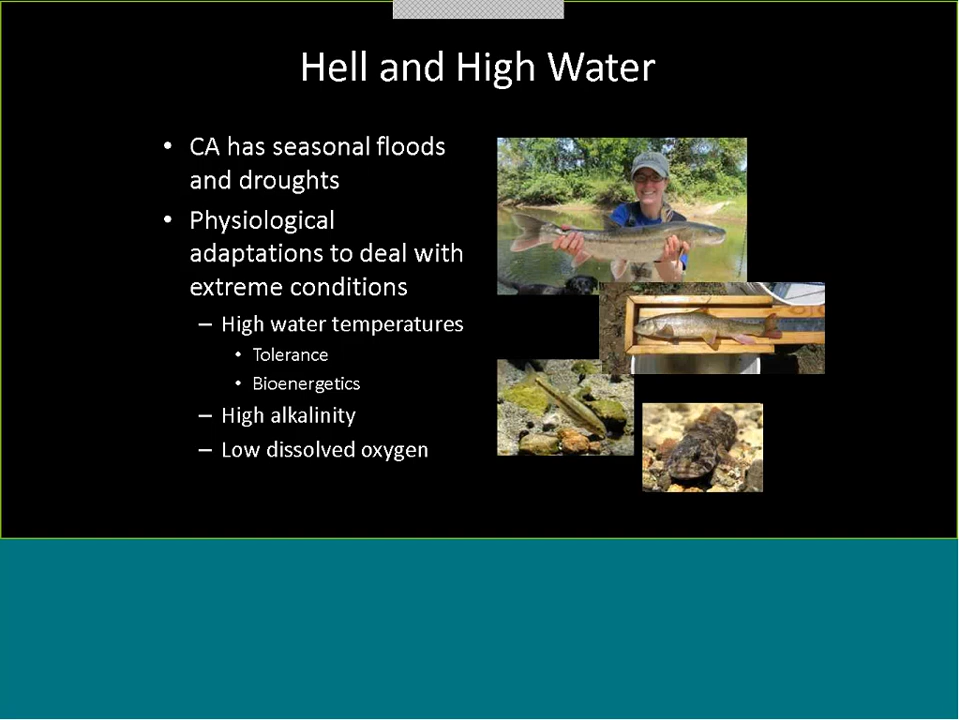 Hell and High Water
• CA has seasonal floods
and droughts
• Physiological
adaptations to deal with
extreme conditions
– High water temperatures
• Tolerance
• Bioenergetics
– High alkalinity
– Low dissolved oxygen